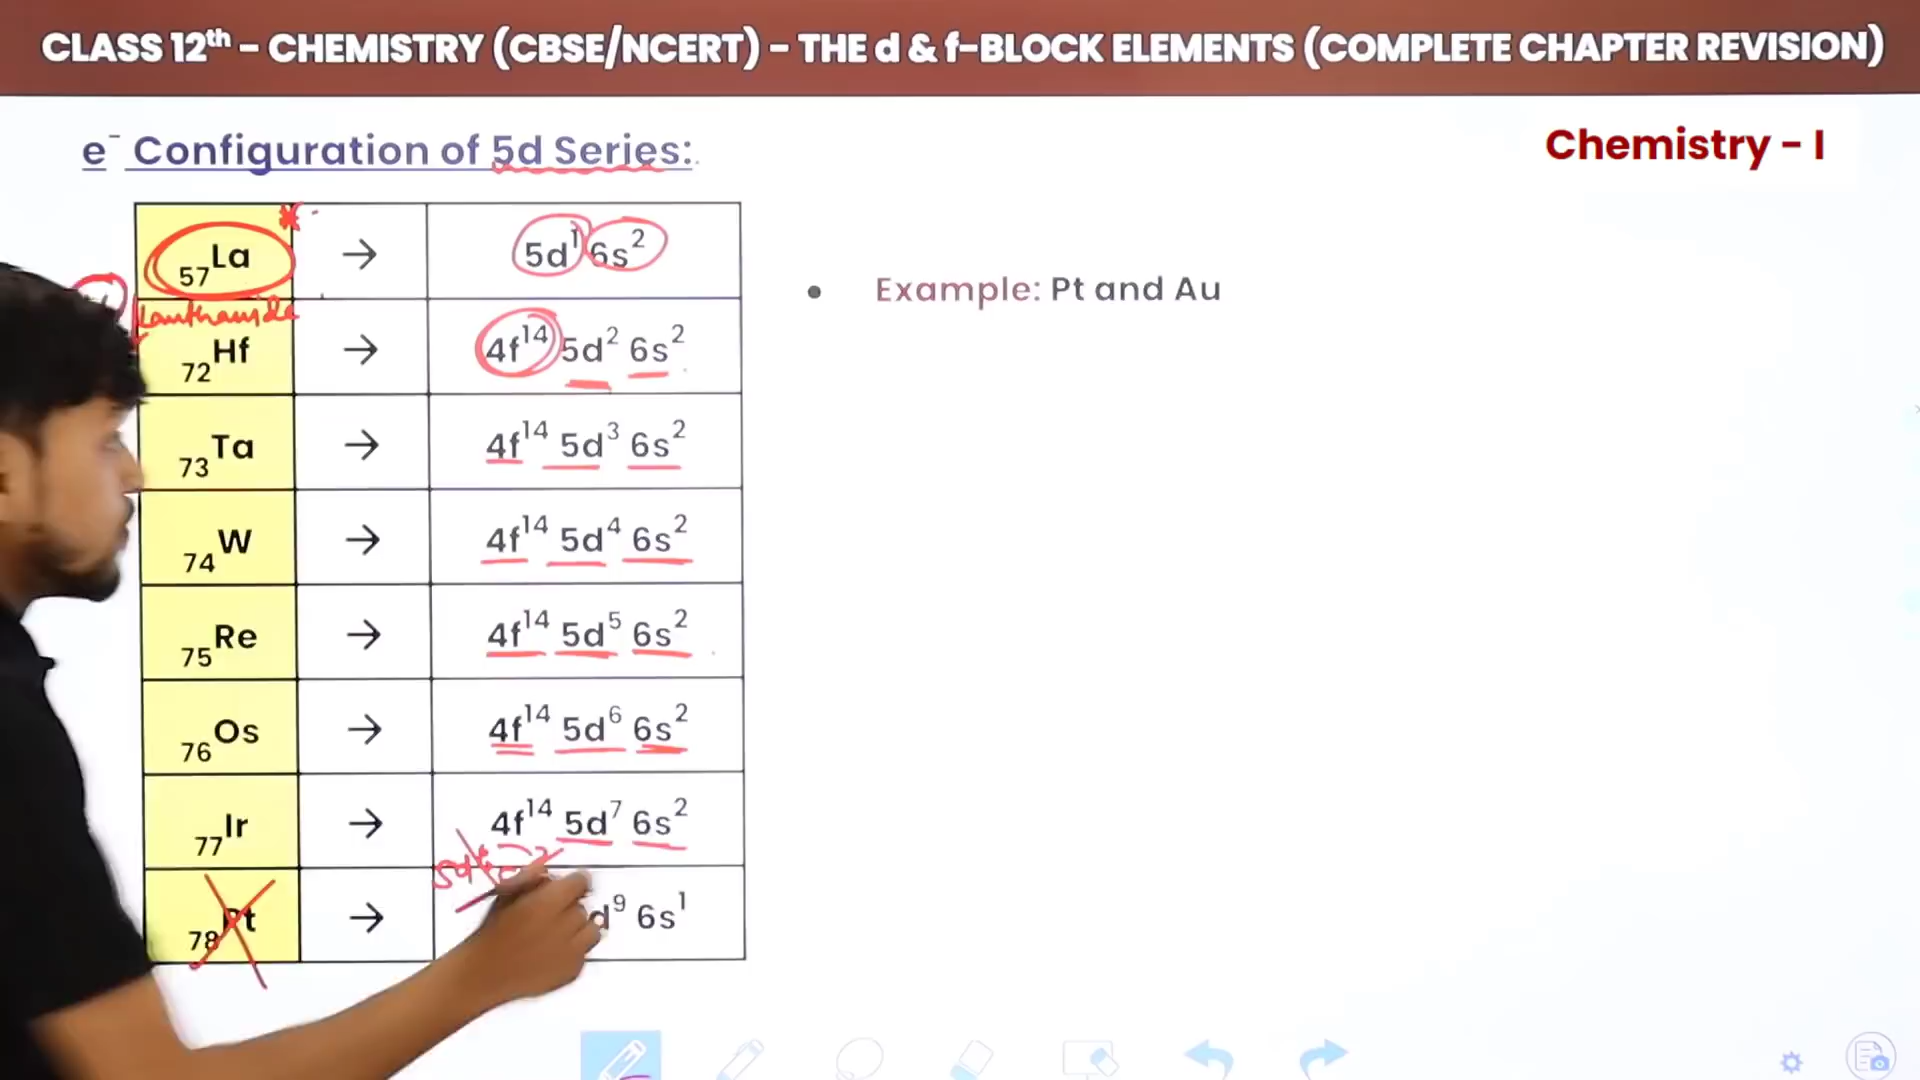 CLASS 12th - CHEMISTRY (CBSE/NCERT) - THE d & f-BLOCK ELEMENTS (COMPLETE CHAPTER REVISION)
e⁻ Configuration of 5d Series:
Chemistry - I
57La → 5d¹ 6s²
Lanthanide
72Hf → 4f¹⁴ 5d² 6s²
73Ta → 4f¹⁴ 5d³ 6s²
74W → 4f¹⁴ 5d⁴ 6s²
75Re → 4f¹⁴ 5d⁵ 6s²
76Os → 4f¹⁴ 5d⁶ 6s²
77Ir → 4f¹⁴ 5d⁷ 6s²
78Pt → d⁹ 6s¹
• Example: Pt and Au